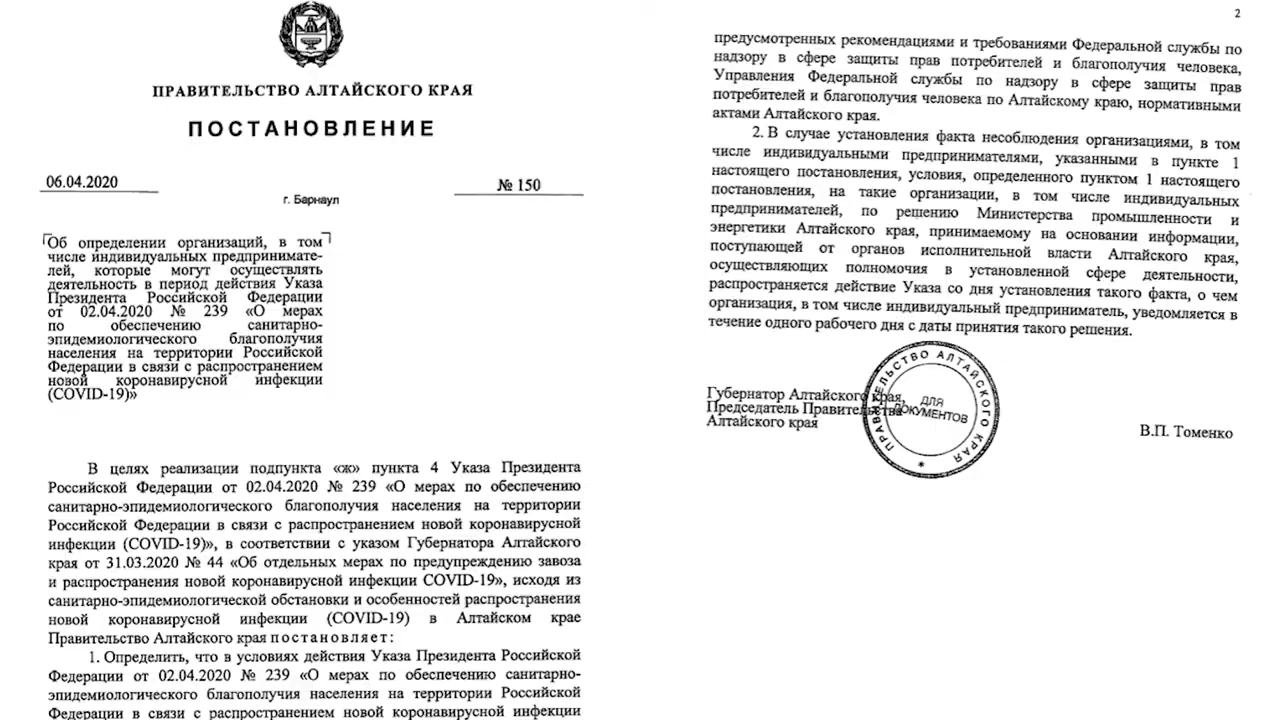 ПРАВИТЕЛЬСТВО АЛТАЙСКОГО КРАЯ
ПОСТАНОВЛЕНИЕ
06.04.2020
№ 150
г. Барнаул
Об определении организаций, в том
числе индивидуальных предпринимате-
лей, которые могут осуществлять
деятельность в период действия Указа
Президента Российской Федерации
от 02.04.2020 № 239 «О мерах
по обеспечению санитарно-
эпидемиологического благополучия
населения на территории Российской
Федерации в связи с распространением
новой коронавирусной инфекции
(COVID-19)»
В целях реализации подпункта «ж» пункта 4 Указа Президента
Российской Федерации от 02.04.2020 № 239 «О мерах по обеспечению
санитарно-эпидемиологического благополучия населения на территории
Российской Федерации в связи с распространением новой коронавирусной
инфекции (COVID-19)», в соответствии с указом Губернатора Алтайского
края от 31.03.2020 № 44 «Об отдельных мерах по предупреждению завоза
и распространения новой коронавирусной инфекции COVID-19», исходя из
санитарно-эпидемиологической обстановки и особенностей распространения
новой коронавирусной инфекции (COVID-19) в Алтайском крае
Правительство Алтайского края постановляет:
1. Определить, что в условиях действия Указа Президента Российской
Федерации от 02.04.2020 № 239 «О мерах по обеспечению санитарно-
эпидемиологического благополучия населения на территории Российской
Федерации в связи с распространением новой коронавирусной инфекции
2
предусмотренных рекомендациями и требованиями Федеральной службы по
надзору в сфере защиты прав потребителей и благополучия человека,
Управления Федеральной службы по надзору в сфере защиты прав
потребителей и благополучия человека по Алтайскому краю, нормативными
актами Алтайского края.
2. В случае установления факта несоблюдения организациями, в том
числе индивидуальными предпринимателями, указанными в пункте 1
настоящего постановления, условия, определенного пунктом 1 настоящего
постановления, на такие организации, в том числе индивидуальных
предпринимателей, по решению Министерства промышленности и
энергетики Алтайского края, принимаемому на основании информации,
поступающей от органов исполнительной власти Алтайского края,
осуществляющих полномочия в установленной сфере деятельности,
распространяется действие Указа со дня установления такого факта, о чем
организация, в том числе индивидуальный предприниматель, уведомляется в
течение одного рабочего дня с даты принятия такого решения.
Губернатор Алтайского края,
Председатель Правительства
Алтайского края
В.П. Томенко
ПРАВИТЕЛЬСТВО АЛТАЙСКОГО КРАЯ
ДЛЯ
ДОКУМЕНТОВ